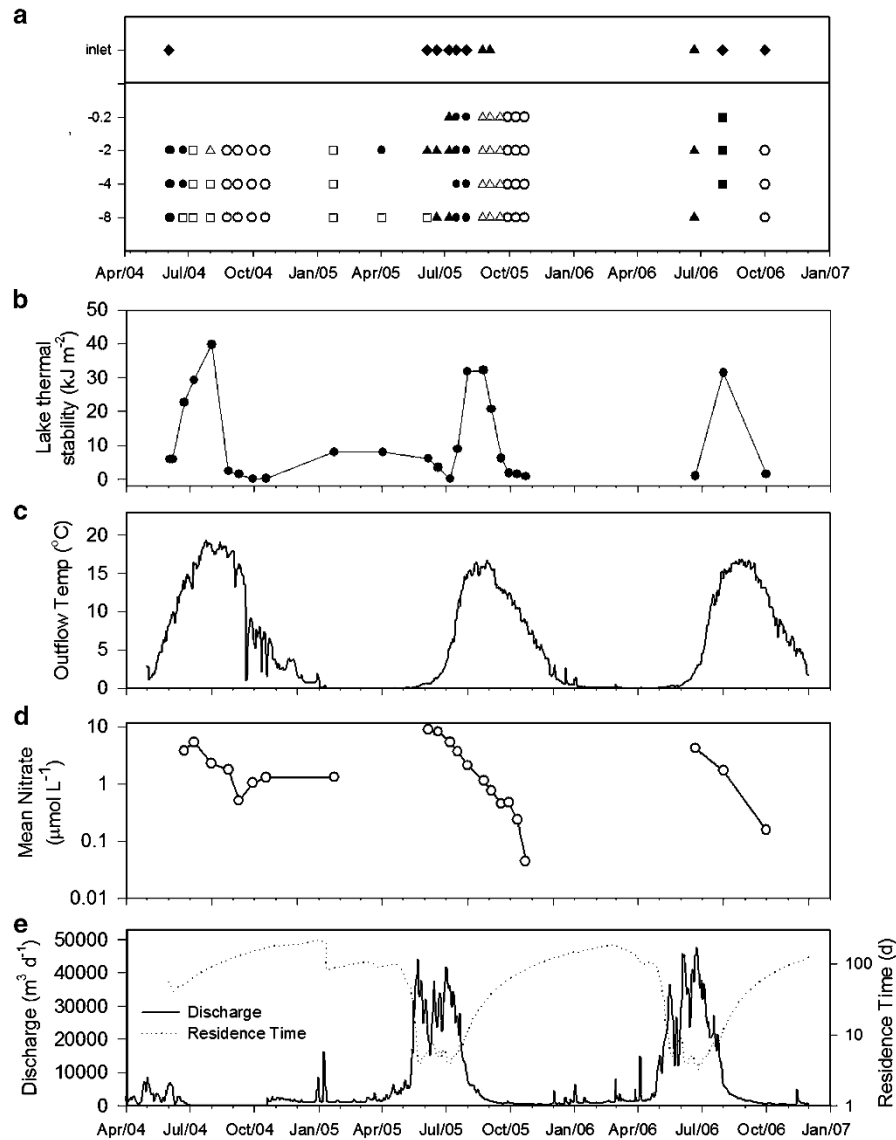 a
inlet
-0.2
-2
-4
-8
Apr/04 Jul/04 Oct/04 Jan/05 Apr/05 Jul/05 Oct/05 Jan/06 Apr/06 Jul/06 Oct/06 Jan/07
b
Lake thermal
stability (kJ m⁻²)
50
40
30
20
10
0
c
Outflow Temp (°C)
20
15
10
5
0
d
Mean Nitrate
(μmol L⁻¹)
10
1
0.1
0.01
e
Discharge (m³ d⁻¹)
50000
40000
30000
20000
10000
0
Discharge
Residence Time
Residence Time (d)
100
10
1
Apr/04 Jul/04 Oct/04 Jan/05 Apr/05 Jul/05 Oct/05 Jan/06 Apr/06 Jul/06 Oct/06 Jan/07